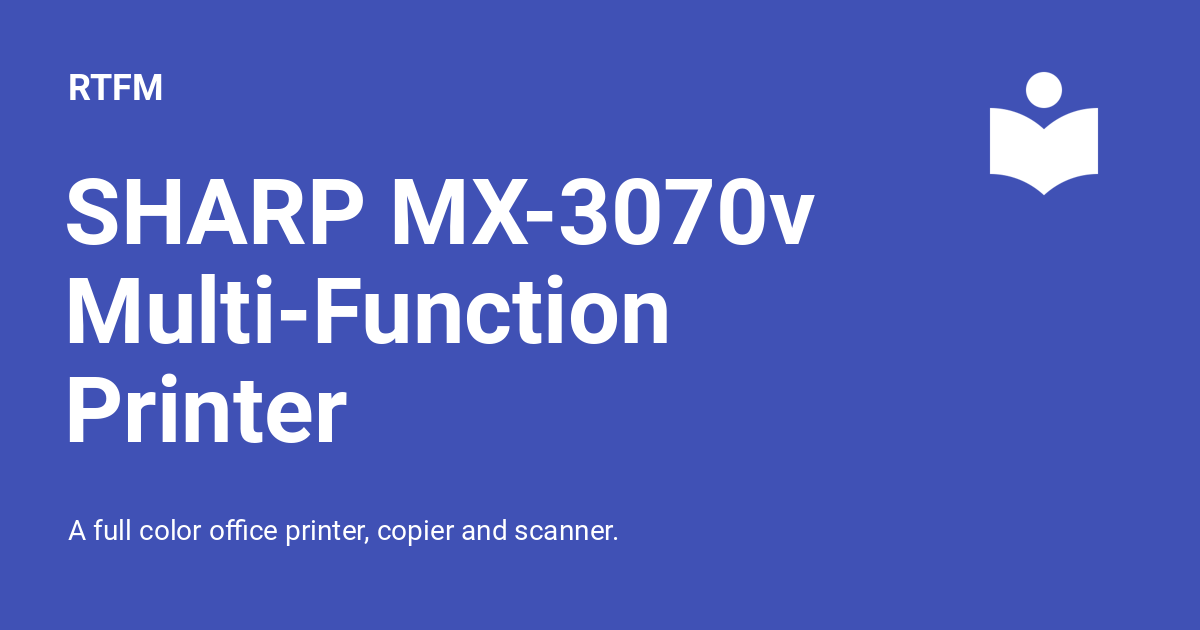 RTFM
SHARP MX-3070v
Multi-Function
Printer
A full color office printer, copier and scanner.